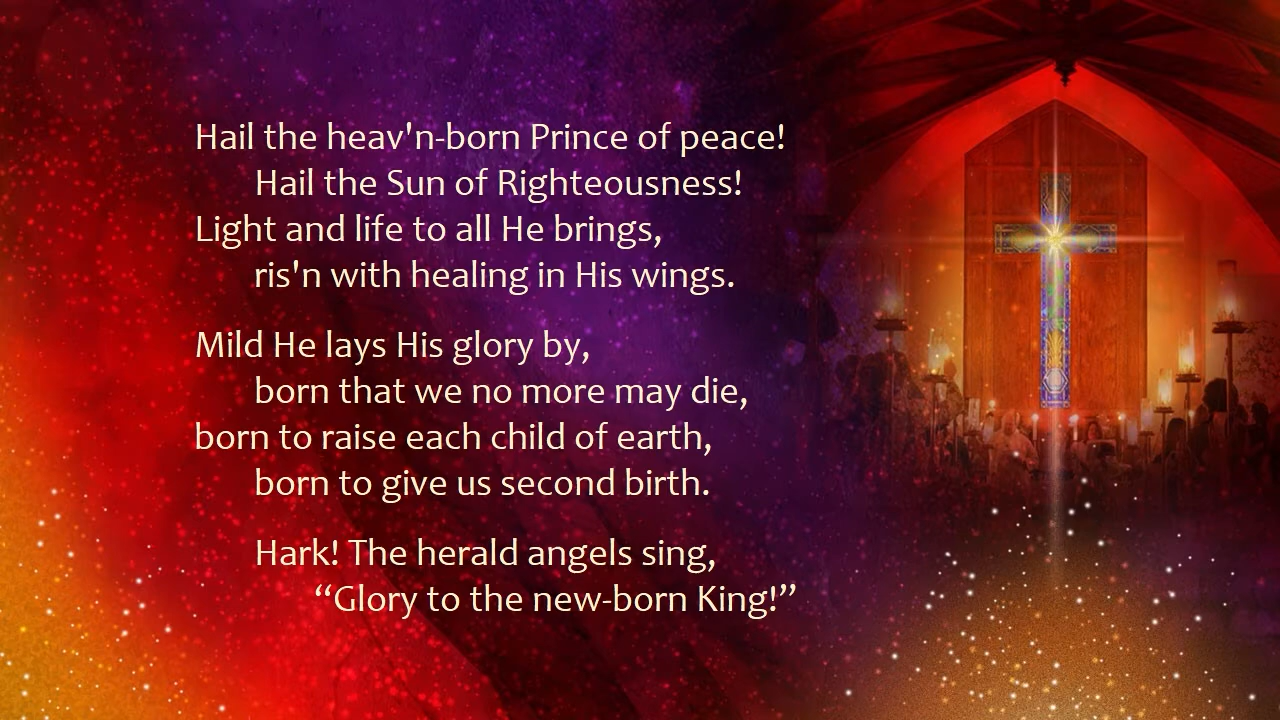 Hail the heav'n-born Prince of peace!
Hail the Sun of Righteousness!
Light and life to all He brings,
ris'n with healing in His wings.
Mild He lays His glory by,
born that we no more may die,
born to raise each child of earth,
born to give us second birth.
Hark! The herald angels sing,
“Glory to the new-born King!”